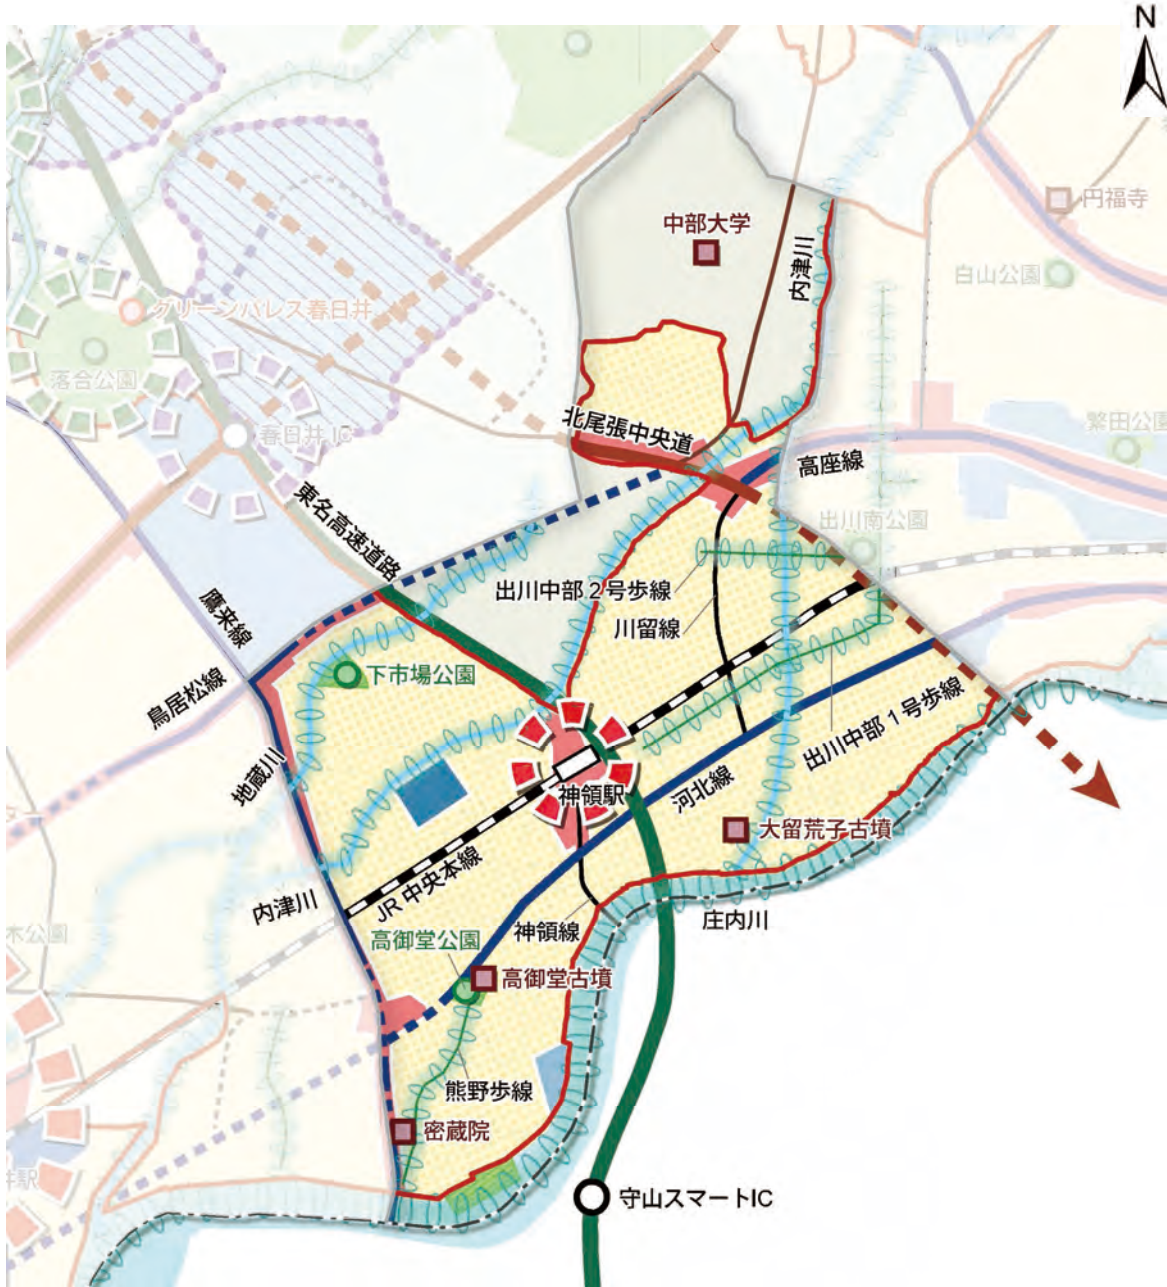 N
中部大学
円福寺
内津川
白山公園
グリーンパレス春日井
落合公園
春日井IC
北尾張中央道
高座線
繁田公園
東名高速道路
出川南公園
出川中部2号歩線
川留線
鷹来線
下市場公園
鳥居松線
出川中部1号歩線
地蔵川
神領駅
河北線
大留荒子古墳
JR中央本線
内津川
神領線
庄内川
木公園
高御堂公園
高御堂古墳
熊野歩線
密蔵院
井駅
守山スマートIC